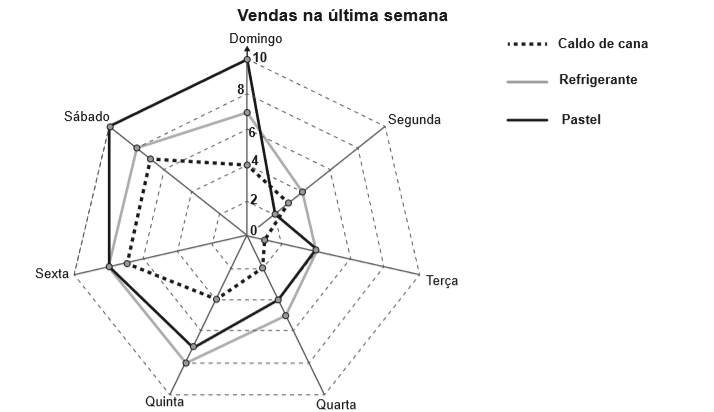 Vendas na última semana
Domingo
10
8
6
4
2
0
Segunda
Terça
Quarta
Quinta
Sexta
Sábado
Caldo de cana
Refrigerante
Pastel